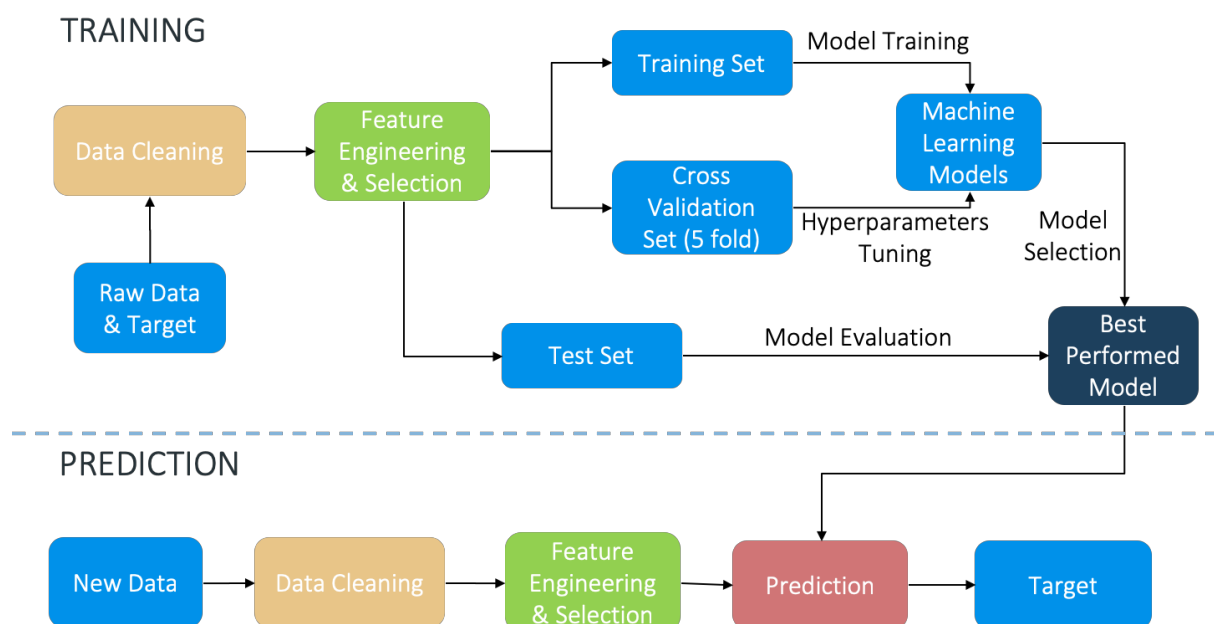 TRAINING
Training Set
Model Training
Data Cleaning
Feature
Engineering
& Selection
Machine
Learning
Models
Cross
Validation
Set (5 fold)
Hyperparameters
Tuning
Model
Selection
Raw Data
& Target
Test Set
Model Evaluation
Best
Performed
Model
PREDICTION
New Data
Data Cleaning
Feature
Engineering
& Selection
Prediction
Target